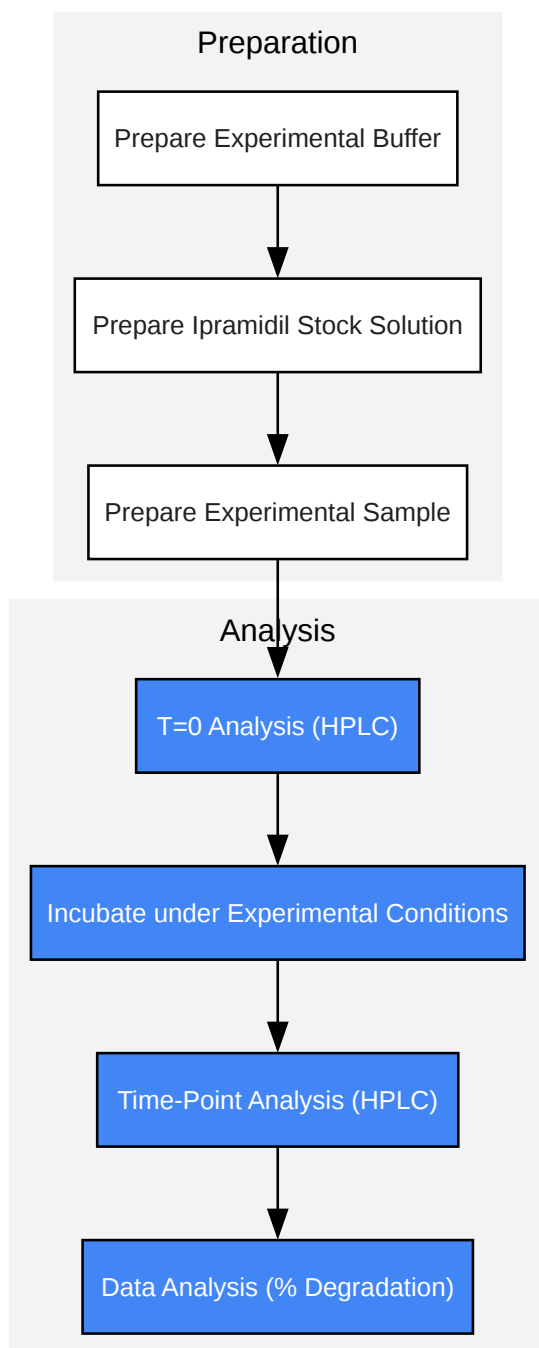 Preparation
Prepare Experimental Buffer
Prepare Ipramidil Stock Solution
Prepare Experimental Sample
Analysis
T=0 Analysis (HPLC)
Incubate under Experimental Conditions
Time-Point Analysis (HPLC)
Data Analysis (% Degradation)